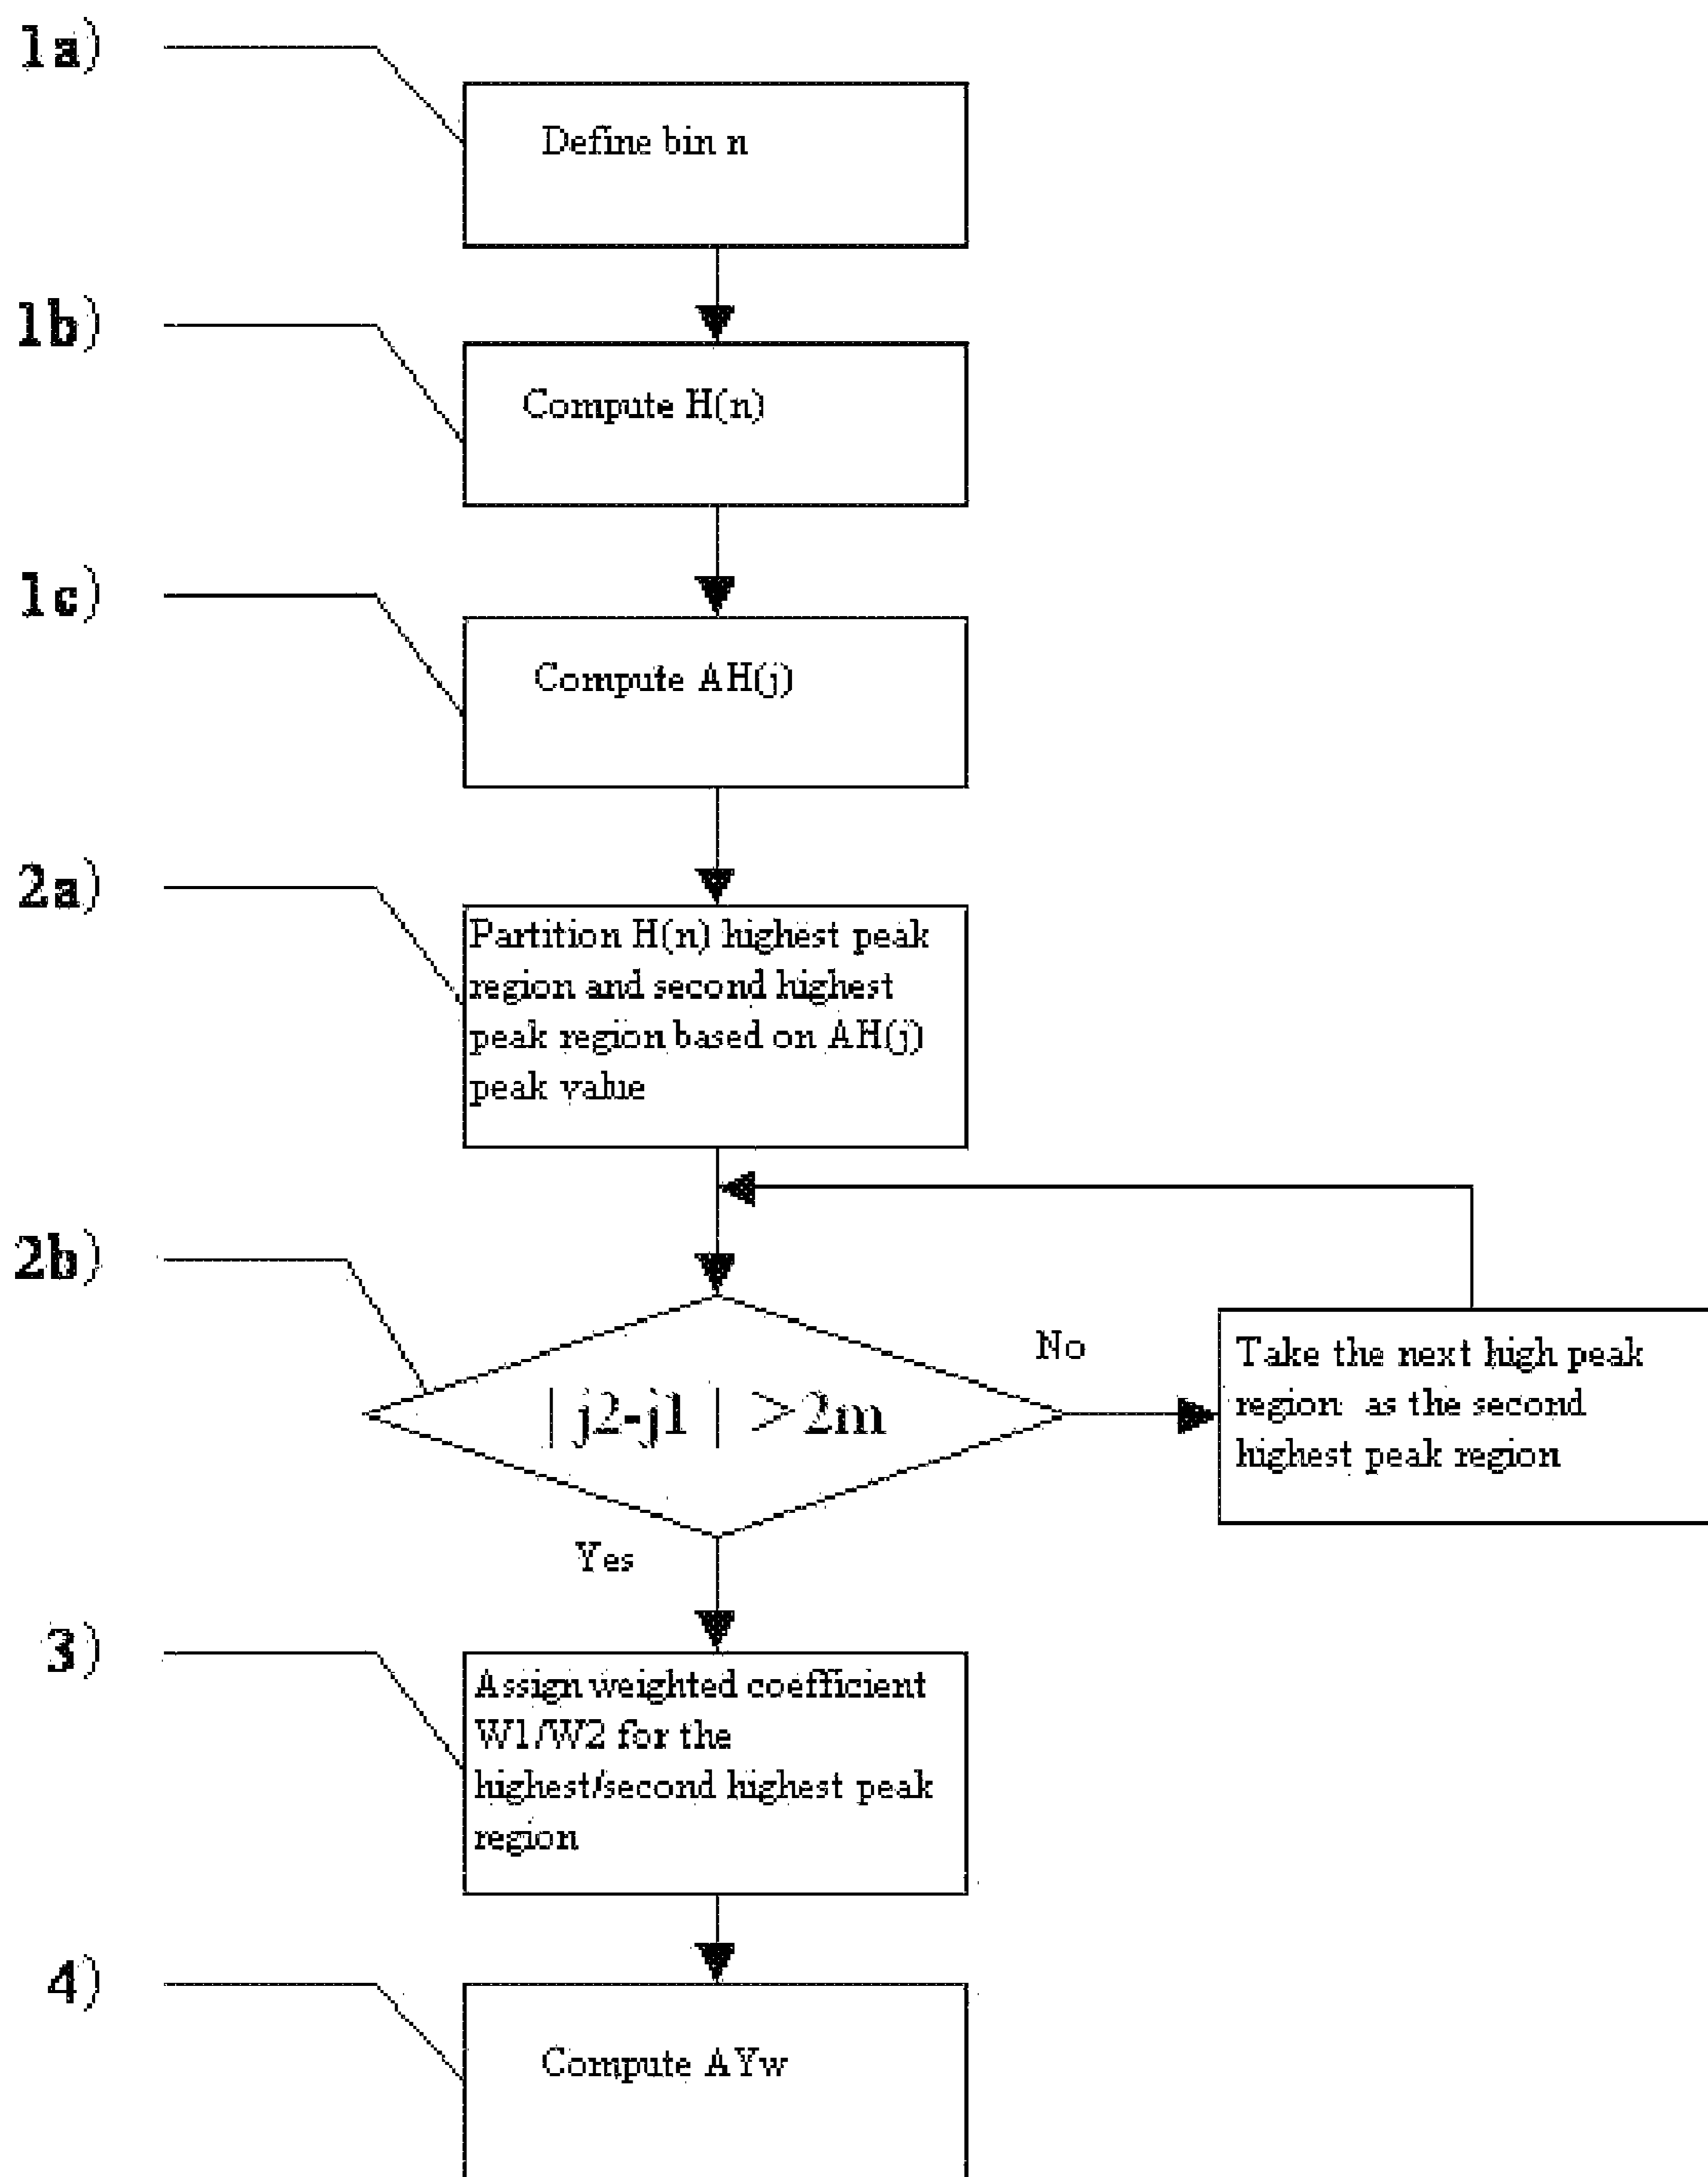 1a)
Define bin n
1b)
Compute H(n)
1c)
Compute AH(j)
2a)
Partition H(n) highest peak
region and second highest
peak region based on AH(j)
peak value
2b)
| j2-j1 | >2m
No
Take the next high peak
region as the second
highest peak region
Yes
3)
Assign weighted coefficient
W1/W2 for the
highest/second highest peak
region
4)
Compute AYw